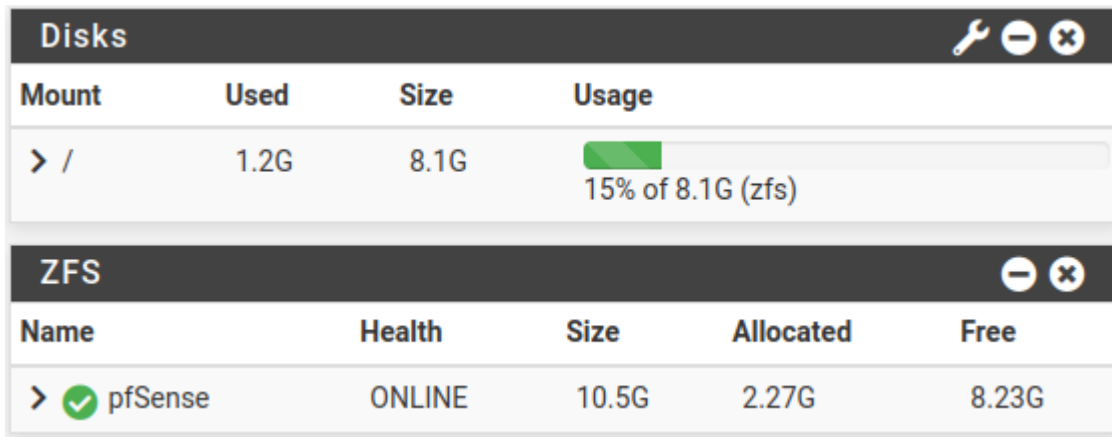 Disks
Mount Used Size Usage
/ 1.2G 8.1G
15% of 8.1G (zfs)
ZFS
Name Health Size Allocated Free
pfSense ONLINE 10.5G 2.27G 8.23G